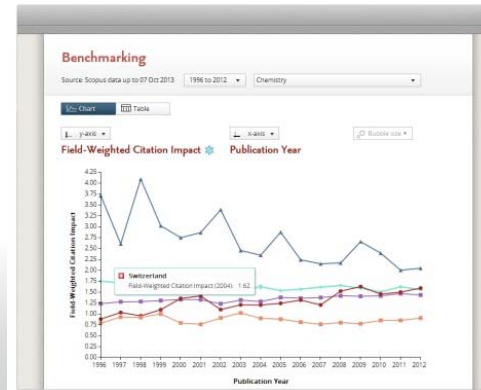 Benchmarking
Source: Scopus data up to 07 Oct 2013 1996 to 2012 Chemistry
Chart Table
y-axis x-axis Bubble size
Field-Weighted Citation Impact Publication Year
4.25
4.00
3.75
3.50
3.25
3.00
2.75
2.50
2.25
2.00
1.75
1.50
1.25
1.00
0.75
0.50
0.25
0.00
Field-Weighted Citation Impact
Switzerland
Field-Weighted Citation Impact (2004): 1.62
1996 1997 1998 1999 2000 2001 2002 2003 2004 2005 2006 2007 2008 2009 2010 2011 2012
Publication Year